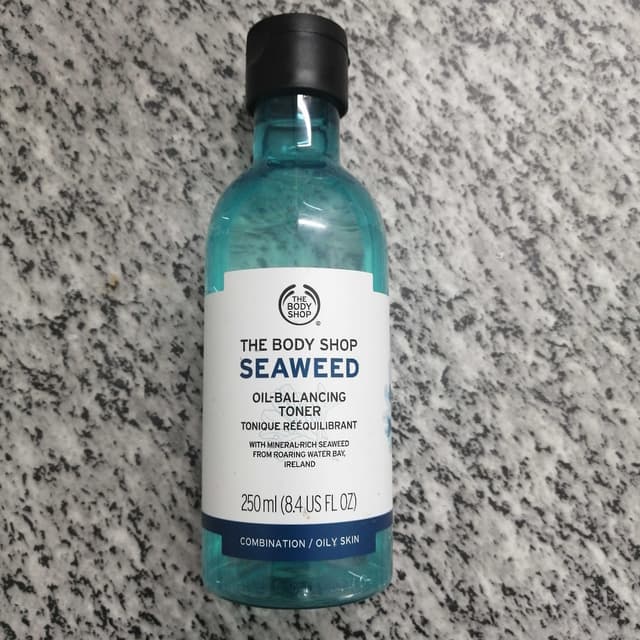 THE
BODY
SHOP
®
THE BODY SHOP
SEAWEED
OIL-BALANCING
TONER
TONIQUE RÉÉQUILIBRANT
WITH MINERAL-RICH SEAWEED
FROM ROARING WATER BAY,
IRELAND
250 ml (8.4 US FL OZ)
COMBINATION / OILY SKIN